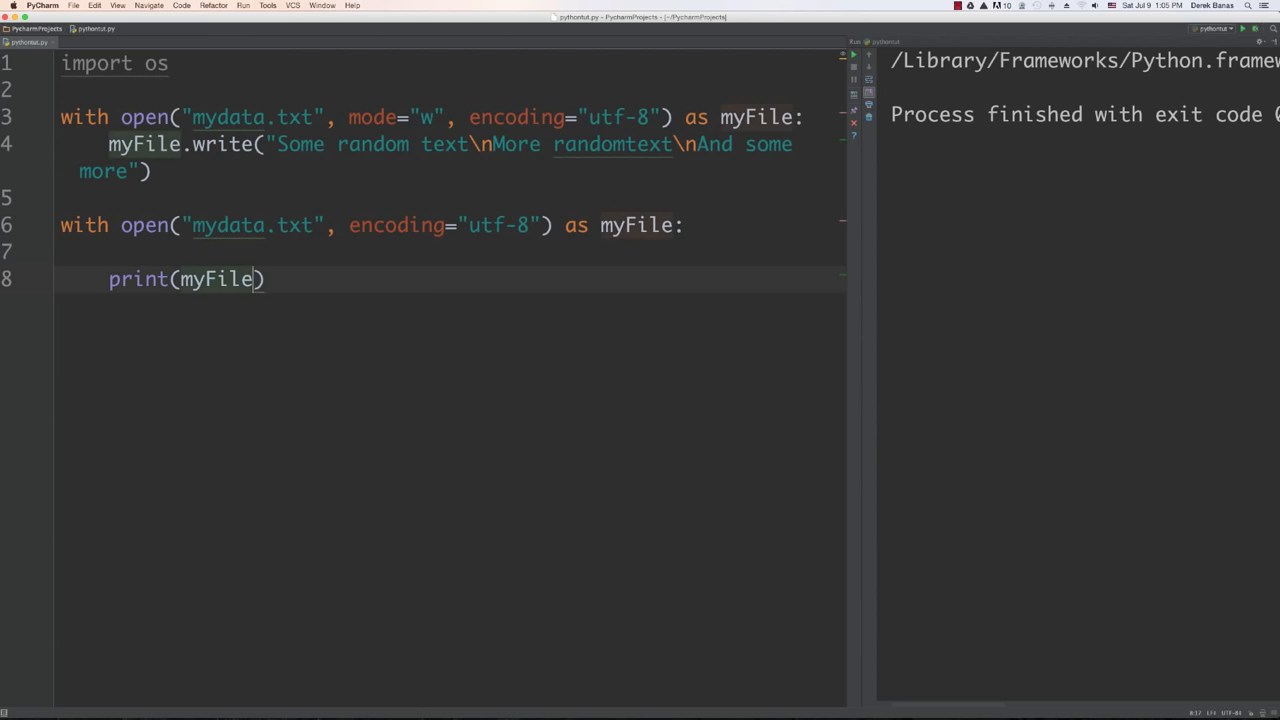 PyCharm File Edit View Navigate Code Refactor Run Tools VCS Window Help 10 Sat Jul 9 1:05 PM Derek Banas
pythontut.py - PycharmProjects - [~/PycharmProjects]
PycharmProjects pythontut.py pythontut
pythontut.py Run: pythontut
1 import os
2
3 with open("mydata.txt", mode="w", encoding="utf-8") as myFile:
4 myFile.write("Some random text\nMore randomtext\nAnd some
more")
5
6 with open("mydata.txt", encoding="utf-8") as myFile:
7
8 print(myFile)
/Library/Frameworks/Python.framew
Process finished with exit code 0
8:17 LF÷ UTF-8÷